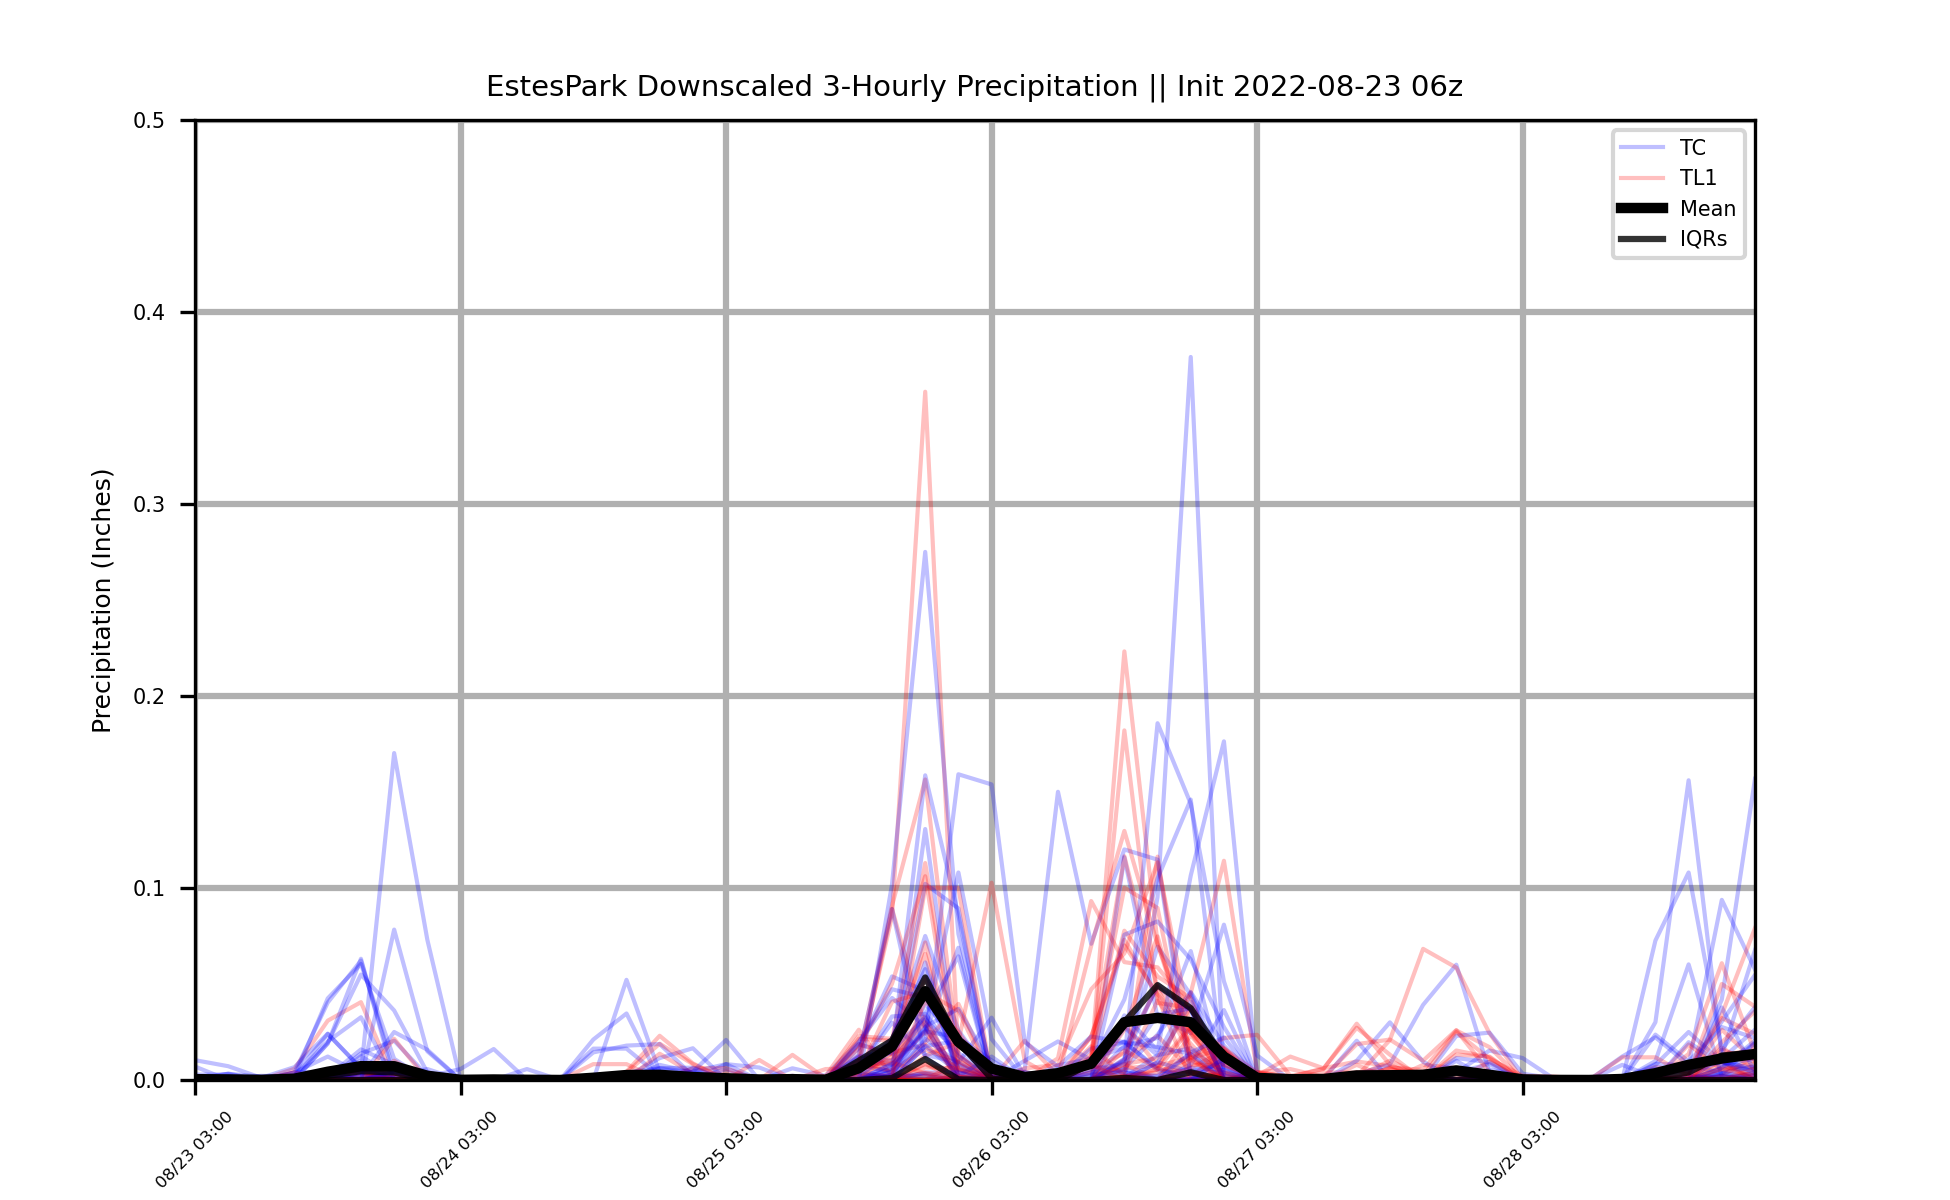 EstesPark Downscaled 3-Hourly Precipitation || Init 2022-08-23 06z
Precipitation (Inches)
0.5
0.4
0.3
0.2
0.1
0.0
TC
TL1
Mean
IQRs
08/23 03:00
08/24 03:00
08/25 03:00
08/26 03:00
08/27 03:00
08/28 03:00